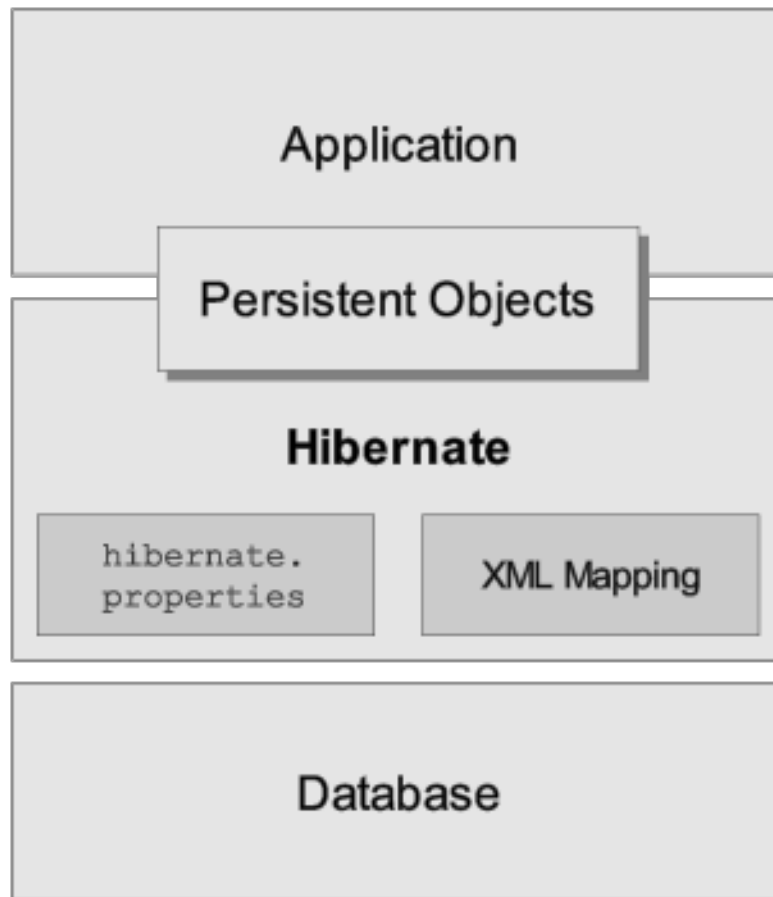 Application
Persistent Objects
Hibernate
hibernate.
properties
XML Mapping
Database